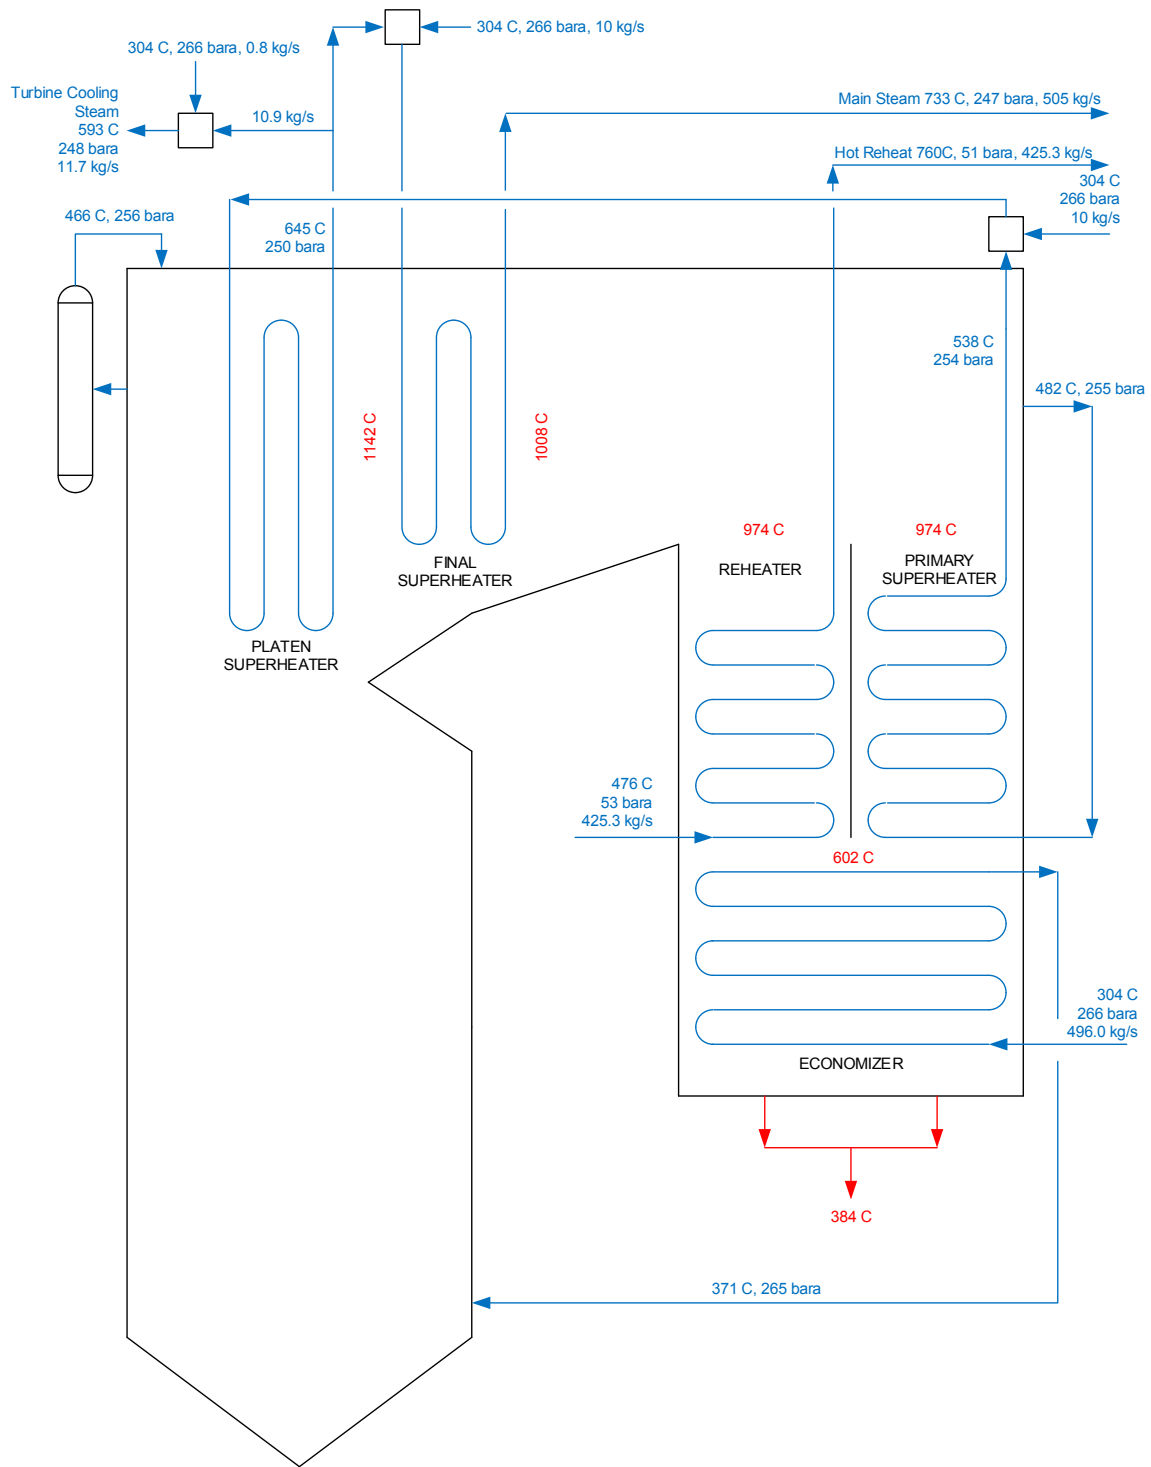 304 C, 266 bara, 10 kg/s
304 C, 266 bara, 0.8 kg/s
Turbine Cooling
Steam
593 C
248 bara
11.7 kg/s
10.9 kg/s
Main Steam 733 C, 247 bara, 505 kg/s
Hot Reheat 760C, 51 bara, 425.3 kg/s
304 C
266 bara
10 kg/s
466 C, 256 bara
645 C
250 bara
538 C
254 bara
482 C, 255 bara
1142 C
1008 C
974 C
974 C
FINAL
SUPERHEATER
REHEATER
PRIMARY
SUPERHEATER
PLATEN
SUPERHEATER
476 C
53 bara
425.3 kg/s
602 C
304 C
266 bara
496.0 kg/s
ECONOMIZER
384 C
371 C, 265 bara